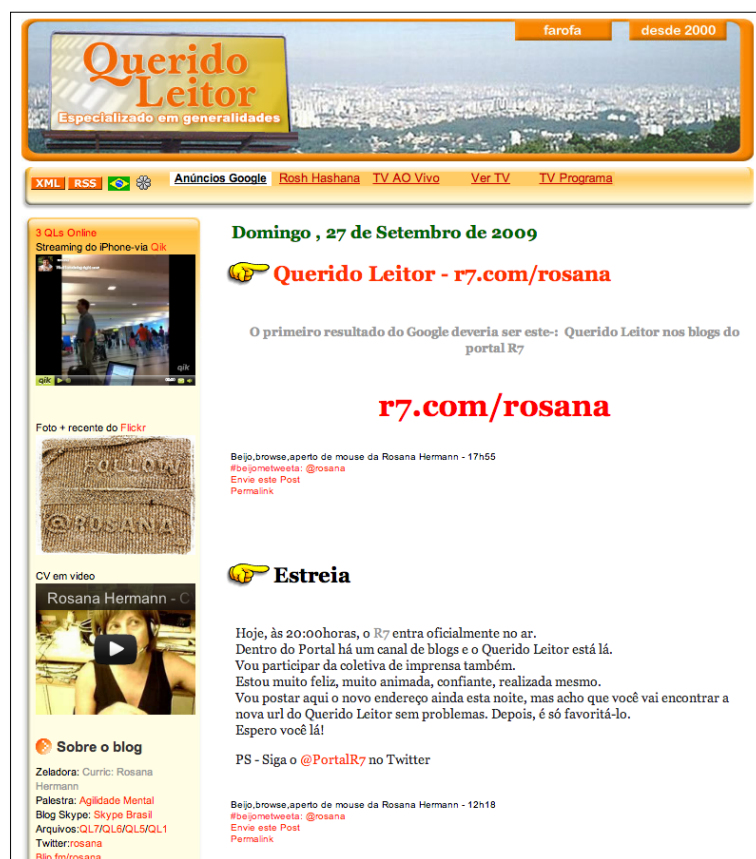 farofa
desde 2000
Querido
Leitor
Especializado em generalidades
XML
RSS
Anúncios Google
Rosh Hashana
TV AO Vivo
Ver TV
TV Programa
3 QLs Online
Streaming do iPhone-via Qik
qik
qik
Foto + recente do Flickr
FOLLOW
@ROSANA
CV em video
Rosana Hermann - C
Sobre o blog
Zeladora: Curric: Rosana
Hermann
Palestra: Agilidade Mental
Blog Skype: Skype Brasil
Arquivos:QL7/QL6/QL5/QL1
Twitter:rosana
Blip.fm/rosana
Domingo , 27 de Setembro de 2009
Querido Leitor - r7.com/rosana
O primeiro resultado do Google deveria ser este-: Querido Leitor nos blogs do
portal R7
r7.com/rosana
Beijo,browse,aperto de mouse da Rosana Hermann - 17h55
#beijometweeta: @rosana
Envie este Post
Permalink
Estreia
Hoje, às 20:00horas, o R7 entra oficialmente no ar.
Dentro do Portal há um canal de blogs e o Querido Leitor está lá.
Vou participar da coletiva de imprensa também.
Estou muito feliz, muito animada, confiante, realizada mesmo.
Vou postar aqui o novo endereço ainda esta noite, mas acho que você vai encontrar a
nova url do Querido Leitor sem problemas. Depois, é só favoritá-lo.
Espero você lá!
PS - Siga o @PortalR7 no Twitter
Beijo,browse,aperto de mouse da Rosana Hermann - 12h18
#beijometweeta: @rosana
Envie este Post
Permalink